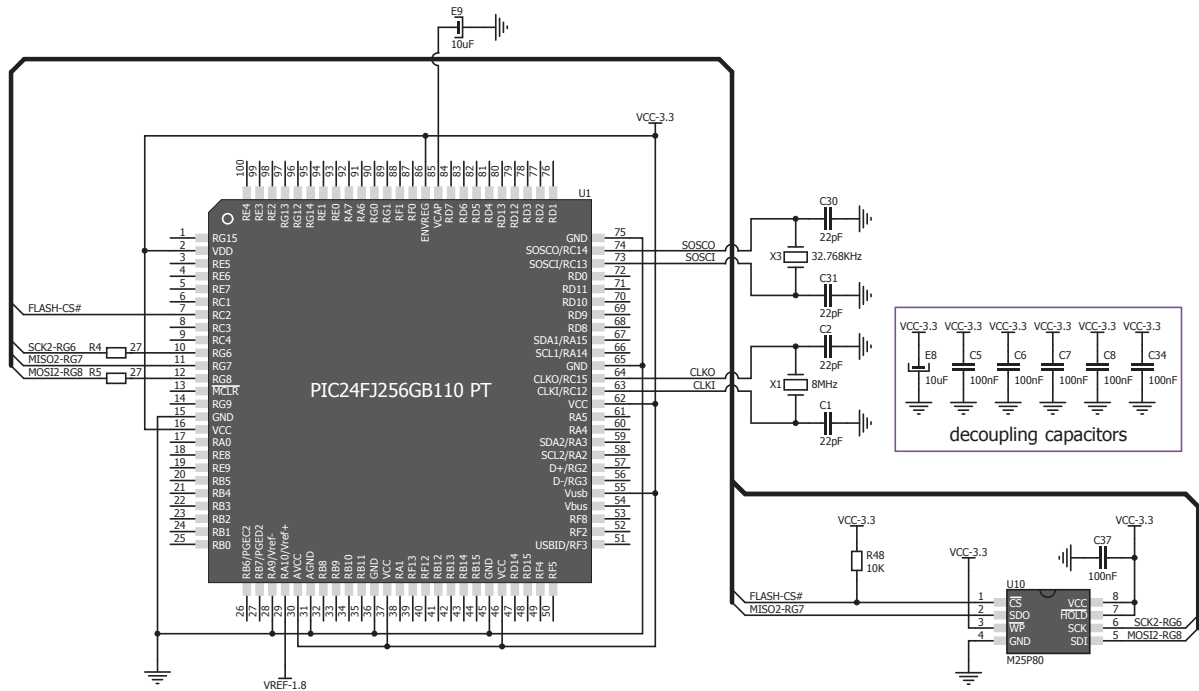 E9
10uF
VCC-3.3
100 99 98 97 96 95 94 93 92 91 90 89 88 87 86 85 84 83 82 81 80 79 78 77 76
RE4 RE3 RE2 RG13 RG12 RG14 RE1 RE0 RA7 RA6 RG0 RG1 RF1 RF0 ENVREG VCAP RD7 RD6 RD5 RD4 RD13 RD12 RD3 RD2 RD1
U1
1 RG15
2 VDD
3 RE5
4 RE6
5 RE7
6 RC1
FLASH-CS# 7 RC2
8 RC3
9 RC4
SCK2-RG6 R4 27 10 RG6
MISO2-RG7 11 RG7
MOSI2-RG8 R5 27 12 RG8
13 MCLR
14 RG9
15 GND
16 VCC
17 RA0
18 RE8
19 RE9
20 RB5
21 RB4
22 RB3
23 RB2
24 RB1
25 RB0
PIC24FJ256GB110 PT
GND 75
SOSCO/RC14 74 SOSCO
SOSCI/RC13 73 SOSCI
RD0 72
RD11 71
RD10 70
RD9 69
RD8 68
SDA1/RA15 67
SCL1/RA14 66
GND 65
CLKO/RC15 64 CLKO
CLKI/RC12 63 CLKI
VCC 62
RA5 61
RA4 60
SDA2/RA3 59
SCL2/RA2 58
D+/RG2 57
D-/RG3 56
Vusb 55
Vbus 54
RF8 53
RF2 52
USBID/RF3 51
RB6/PGEC2 RB7/PGED2 RA9/Vref- RA10/Vref+ AVCC AGND RB8 RB9 RB10 RB11 GND VCC RA1 RF13 RF12 RB12 RB13 RB14 RB15 GND VCC RD14 RD15 RF4 RF5
26 27 28 29 30 31 32 33 34 35 36 37 38 39 40 41 42 43 44 45 46 47 48 49 50
VREF-1.8
C30
22pF
X3 32.768KHz
C31
22pF
C2
22pF
X1 8MHz
C1
22pF
VCC-3.3 VCC-3.3 VCC-3.3 VCC-3.3 VCC-3.3 VCC-3.3
E8 C5 C6 C7 C8 C34
10uF 100nF 100nF 100nF 100nF 100nF
decoupling capacitors
VCC-3.3
R48
10K
VCC-3.3
VCC-3.3
C37
100nF
U10
FLASH-CS# 1 CS VCC 8
MISO2-RG7 2 SDO HOLD 7
3 WP SCK 6 SCK2-RG6
4 GND SDI 5 MOSI2-RG8
M25P80